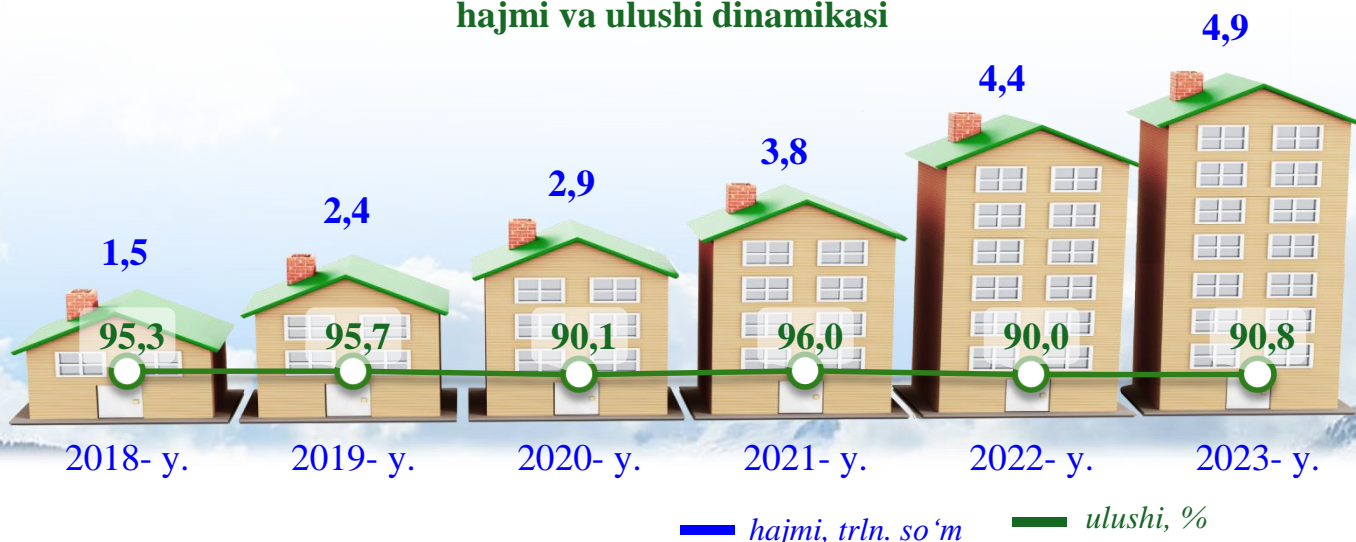 hajmi va ulushi dinamikasi
4,9
4,4
3,8
2,9
2,4
1,5
95,3 95,7 90,1 96,0 90,0 90,8
2018- y. 2019- y. 2020- y. 2021- y. 2022- y. 2023- y.
hajmi, trln. so‘m ulushi, %